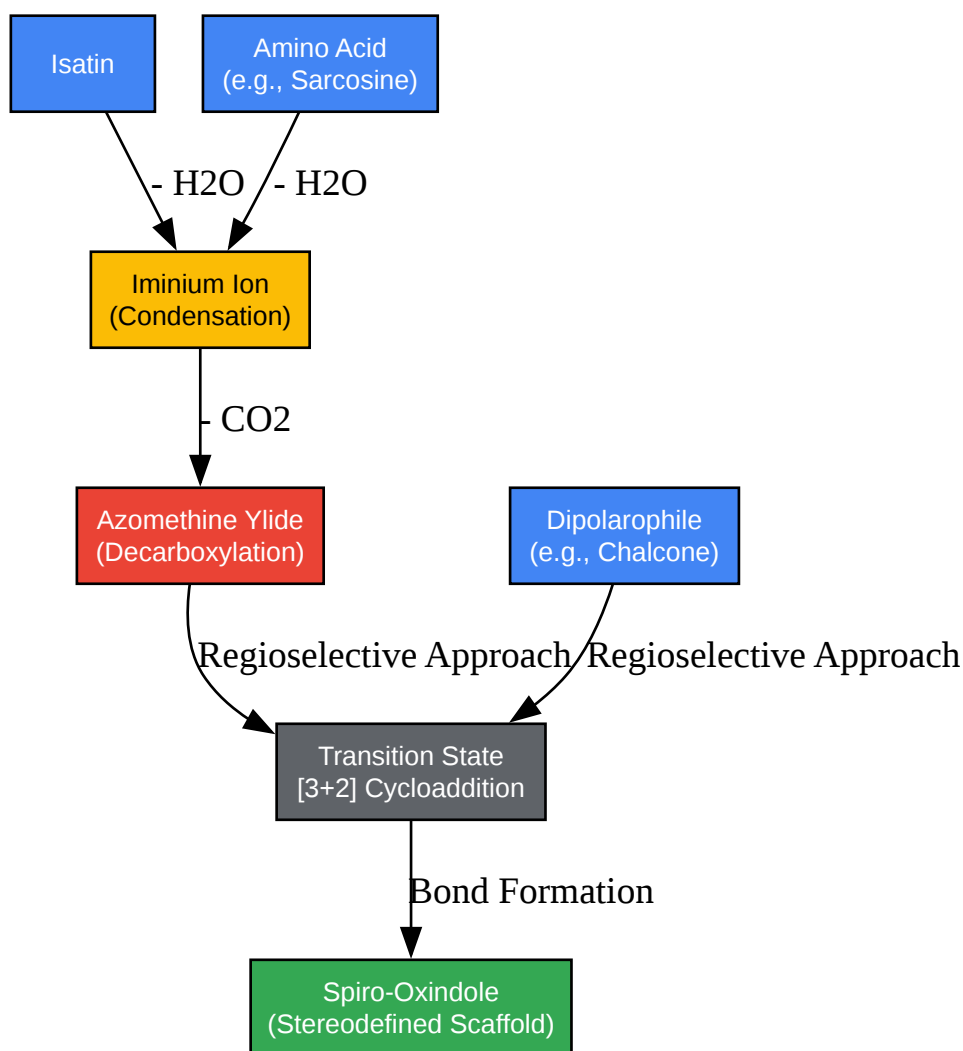 Isatin
Amino Acid
(e.g., Sarcosine)
- H2O
- H2O
Iminium Ion
(Condensation)
- CO2
Azomethine Ylide
(Decarboxylation)
Dipolarophile
(e.g., Chalcone)
Regioselective Approach
Regioselective Approach
Transition State
[3+2] Cycloaddition
Bond Formation
Spiro-Oxindole
(Stereodefined Scaffold)